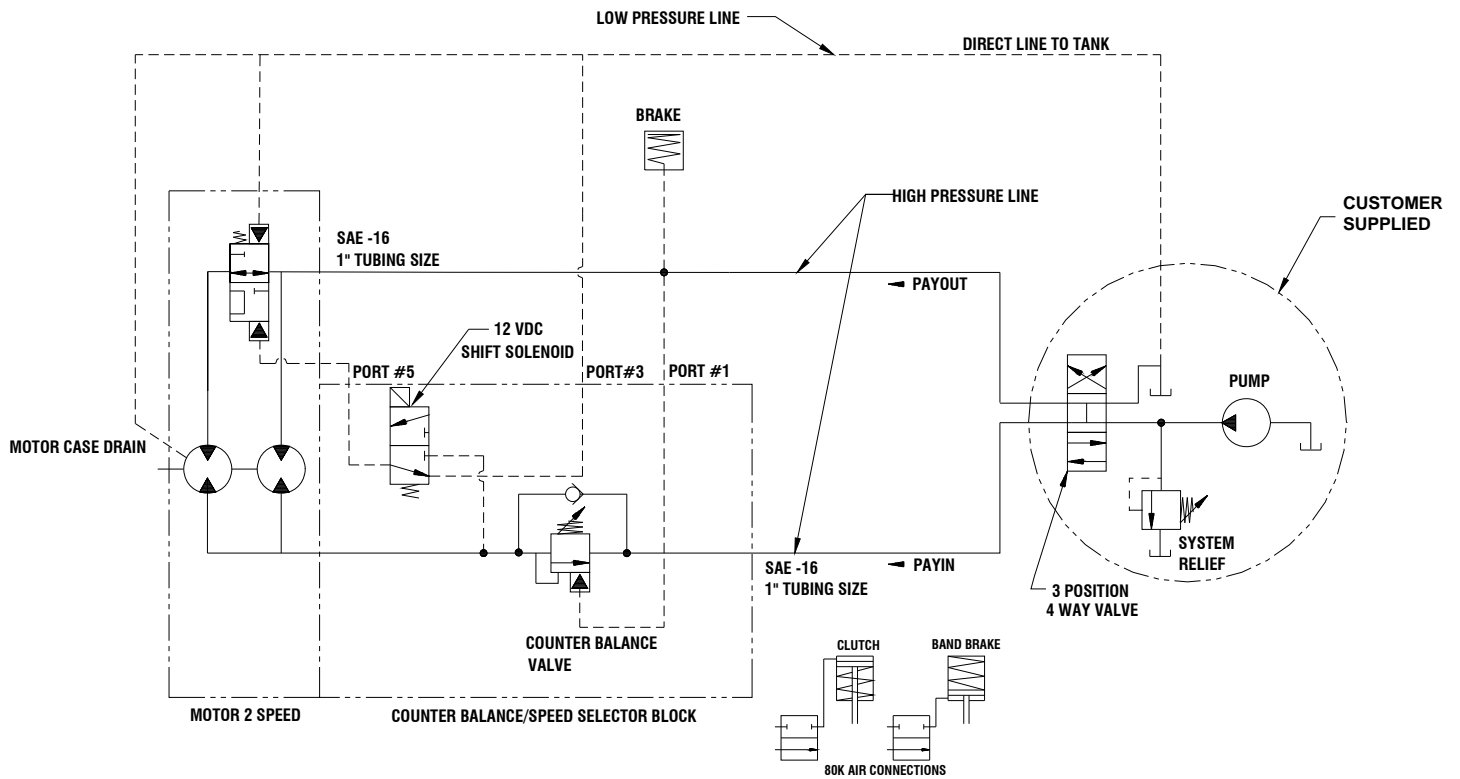 LOW PRESSURE LINE
DIRECT LINE TO TANK
BRAKE
HIGH PRESSURE LINE
CUSTOMER
SUPPLIED
SAE -16
1" TUBING SIZE
PAYOUT
12 VDC
SHIFT SOLENOID
PORT #5
PORT#3
PORT #1
PUMP
MOTOR CASE DRAIN
SYSTEM
RELIEF
PAYIN
SAE -16
1" TUBING SIZE
3 POSITION
4 WAY VALVE
COUNTER BALANCE
VALVE
CLUTCH
BAND BRAKE
MOTOR 2 SPEED
COUNTER BALANCE/SPEED SELECTOR BLOCK
80K AIR CONNECTIONS